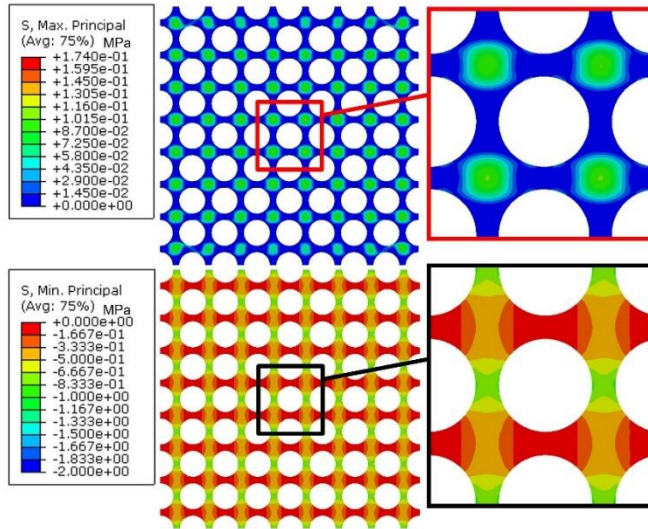 S, Max. Principal
(Avg: 75%) MPa
+1.740e-01
+1.595e-01
+1.450e-01
+1.305e-01
+1.160e-01
+1.015e-01
+8.700e-02
+7.250e-02
+5.800e-02
+4.350e-02
+2.900e-02
+1.450e-02
+0.000e+00
S, Min. Principal
(Avg: 75%) MPa
+0.000e+00
-1.667e-01
-3.333e-01
-5.000e-01
-6.667e-01
-8.333e-01
-1.000e+00
-1.167e+00
-1.333e+00
-1.500e+00
-1.667e+00
-1.833e+00
-2.000e+00